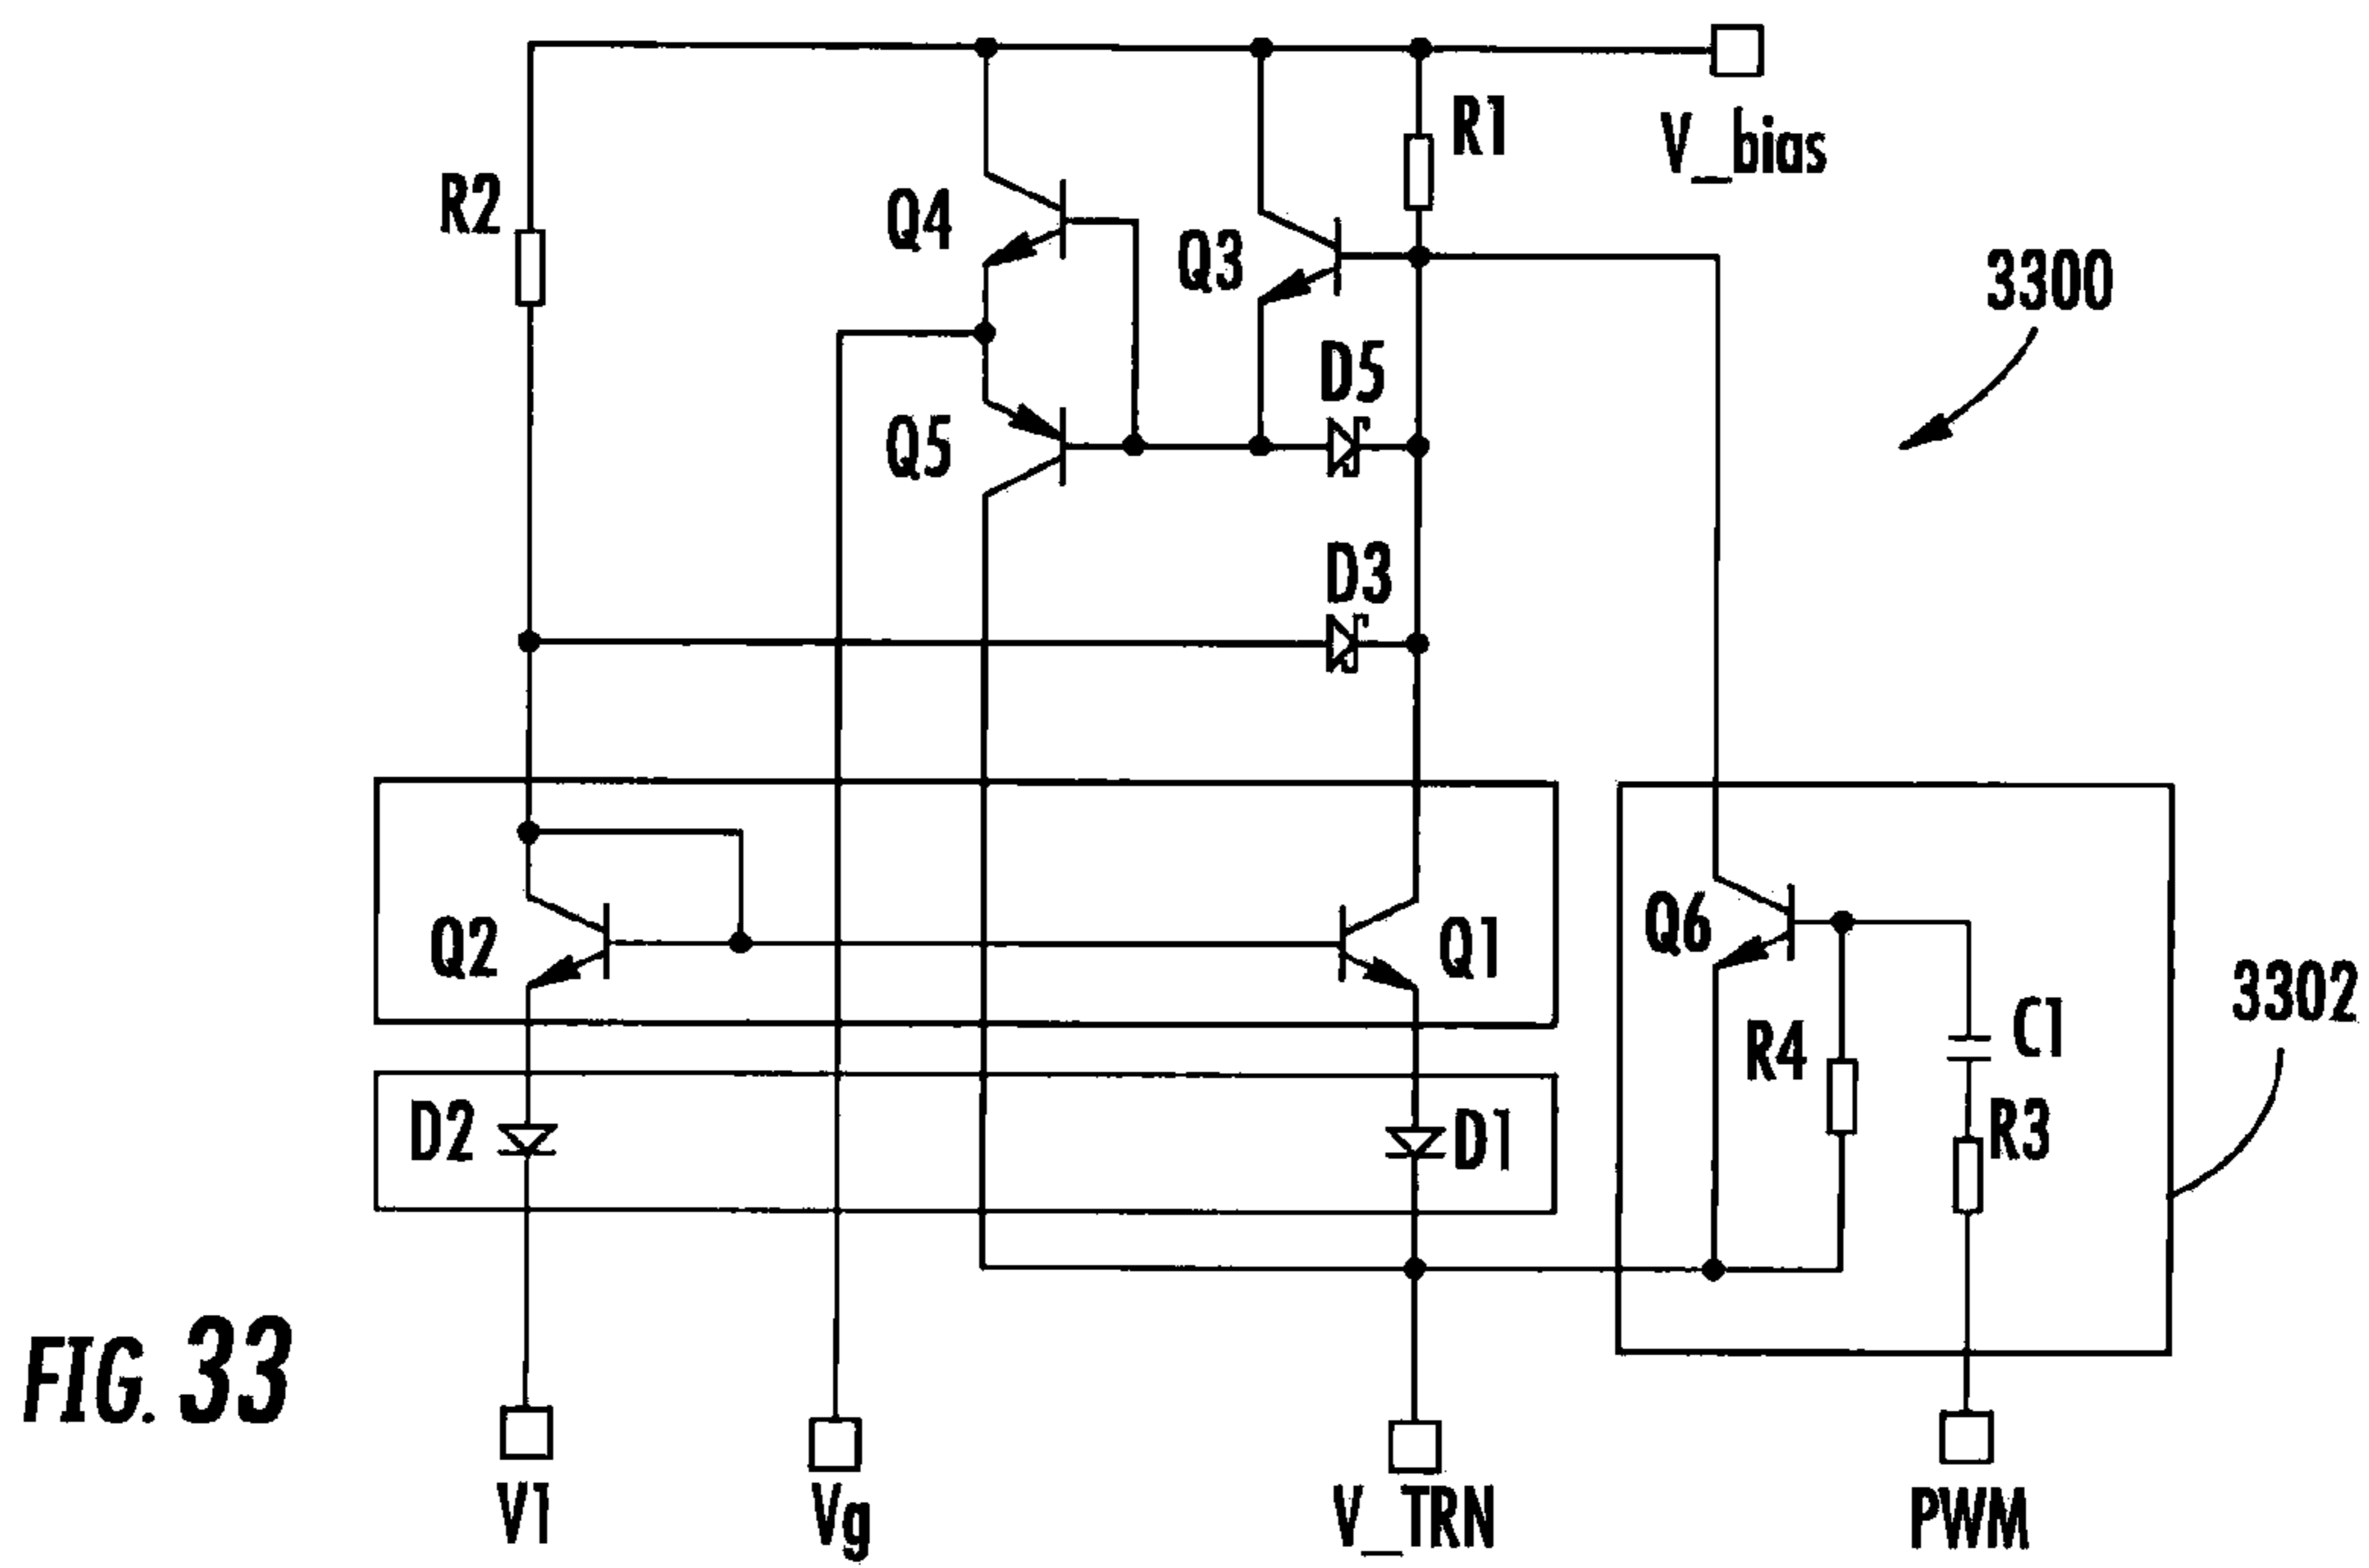 R1
V_bias
R2
Q4
Q3
3300
D5
Q5
D3
Q2
Q1
Q6
3302
C1
R4
D2
D1
R3
FIG. 33
V1
Vg
V_TRN
PWM